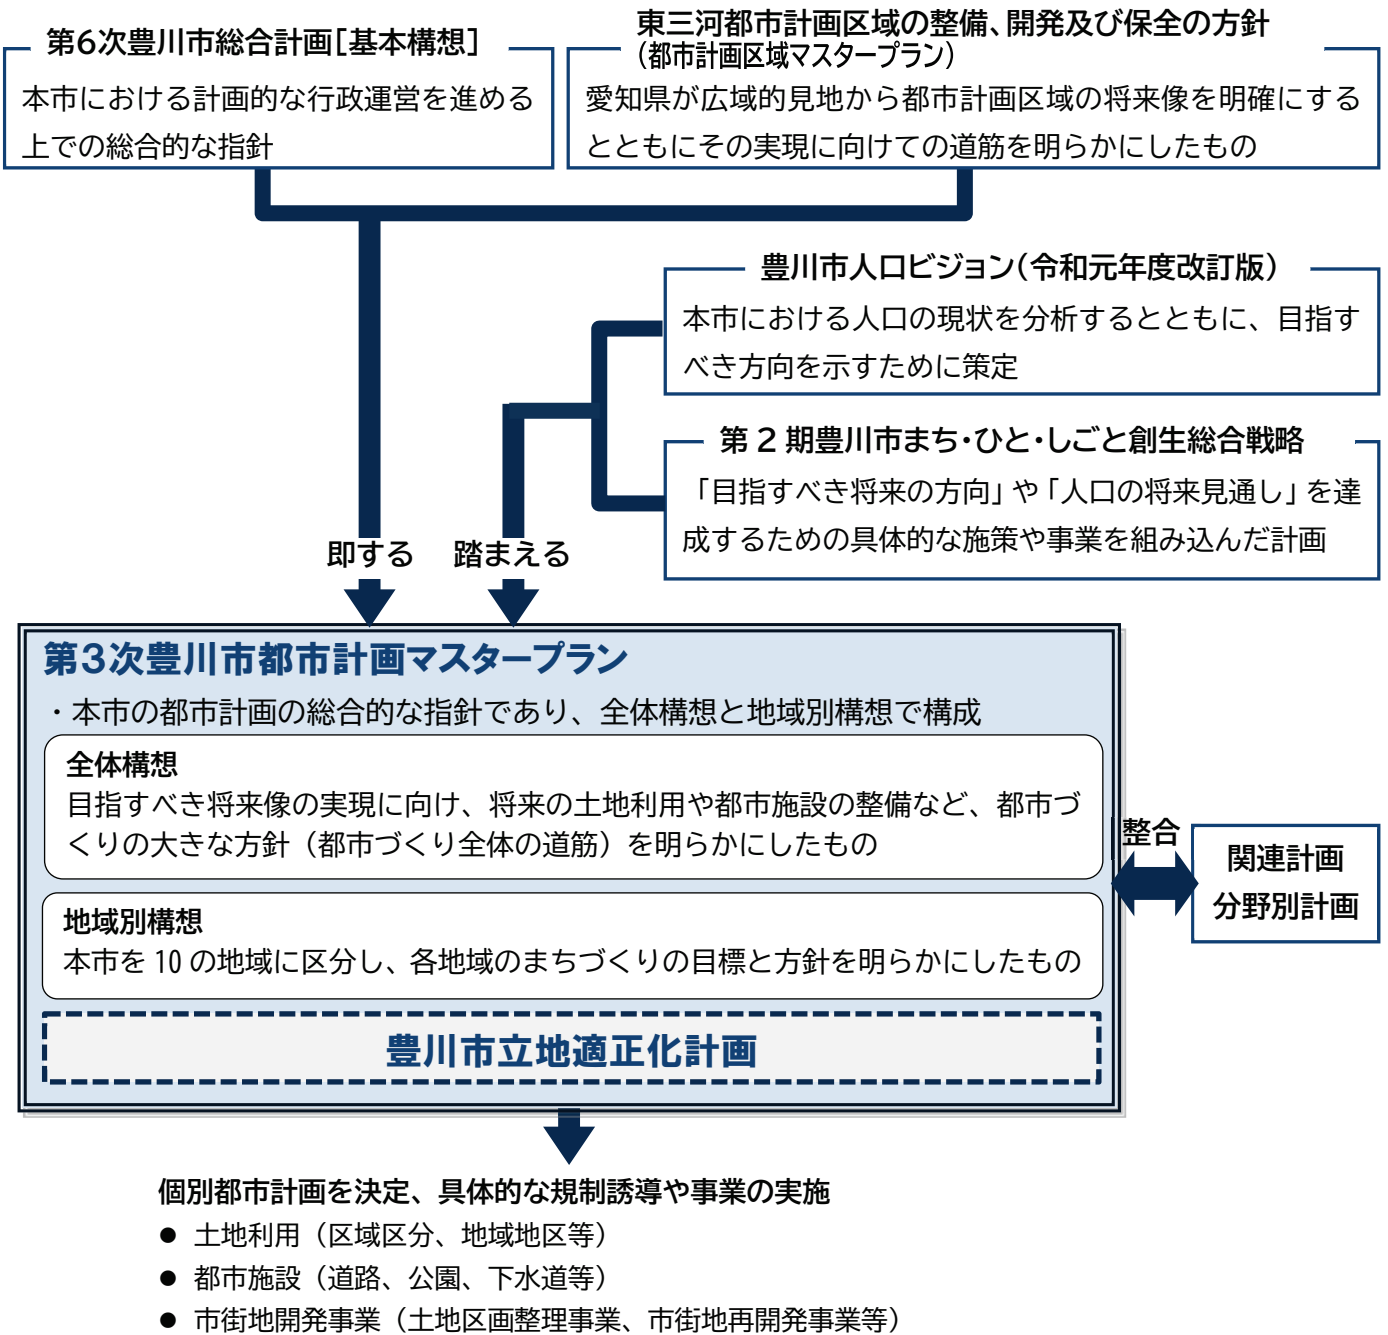 第6次豊川市総合計画[基本構想]
本市における計画的な行政運営を進める
上での総合的な指針
東三河都市計画区域の整備、開発及び保全の方針
(都市計画区域マスタープラン)
愛知県が広域的見地から都市計画区域の将来像を明確にする
とともにその実現に向けての道筋を明らかにしたもの
豊川市人口ビジョン(令和元年度改訂版)
本市における人口の現状を分析するとともに、目指す
べき方向を示すために策定
第2期豊川市まち・ひと・しごと創生総合戦略
「目指すべき将来の方向」や「人口の将来見通し」を達
成するための具体的な施策や事業を組み込んだ計画
即する
踏まえる
第3次豊川市都市計画マスタープラン
・本市の都市計画の総合的な指針であり、全体構想と地域別構想で構成
全体構想
目指すべき将来像の実現に向け、将来の土地利用や都市施設の整備など、都市づ
くりの大きな方針（都市づくり全体の道筋）を明らかにしたもの
地域別構想
本市を10の地域に区分し、各地域のまちづくりの目標と方針を明らかにしたもの
豊川市立地適正化計画
整合
関連計画
分野別計画
個別都市計画を決定、具体的な規制誘導や事業の実施
● 土地利用（区域区分、地域地区等）
● 都市施設（道路、公園、下水道等）
● 市街地開発事業（土地区画整理事業、市街地再開発事業等）